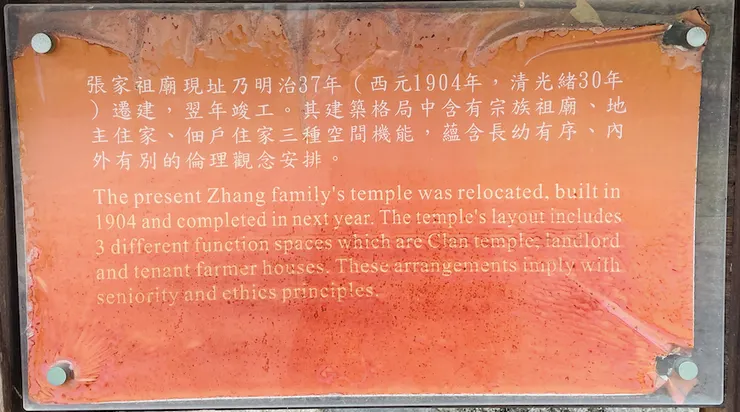 張家祖廟現址乃明治37年（西元1904年，清光緒30年
）遷建，翌年竣工。其建築格局中含有宗族祖廟、地
主住家、佃戶住家三種空間機能，蘊含長幼有序、內
外有別的倫理觀念安排。
The present Zhang family's temple was relocated, built in
1904 and completed in next year. The temple's layout includes
3 different function spaces which are Clan temple, landlord
and tenant farmer houses. These arrangements imply with
seniority and ethics principles.